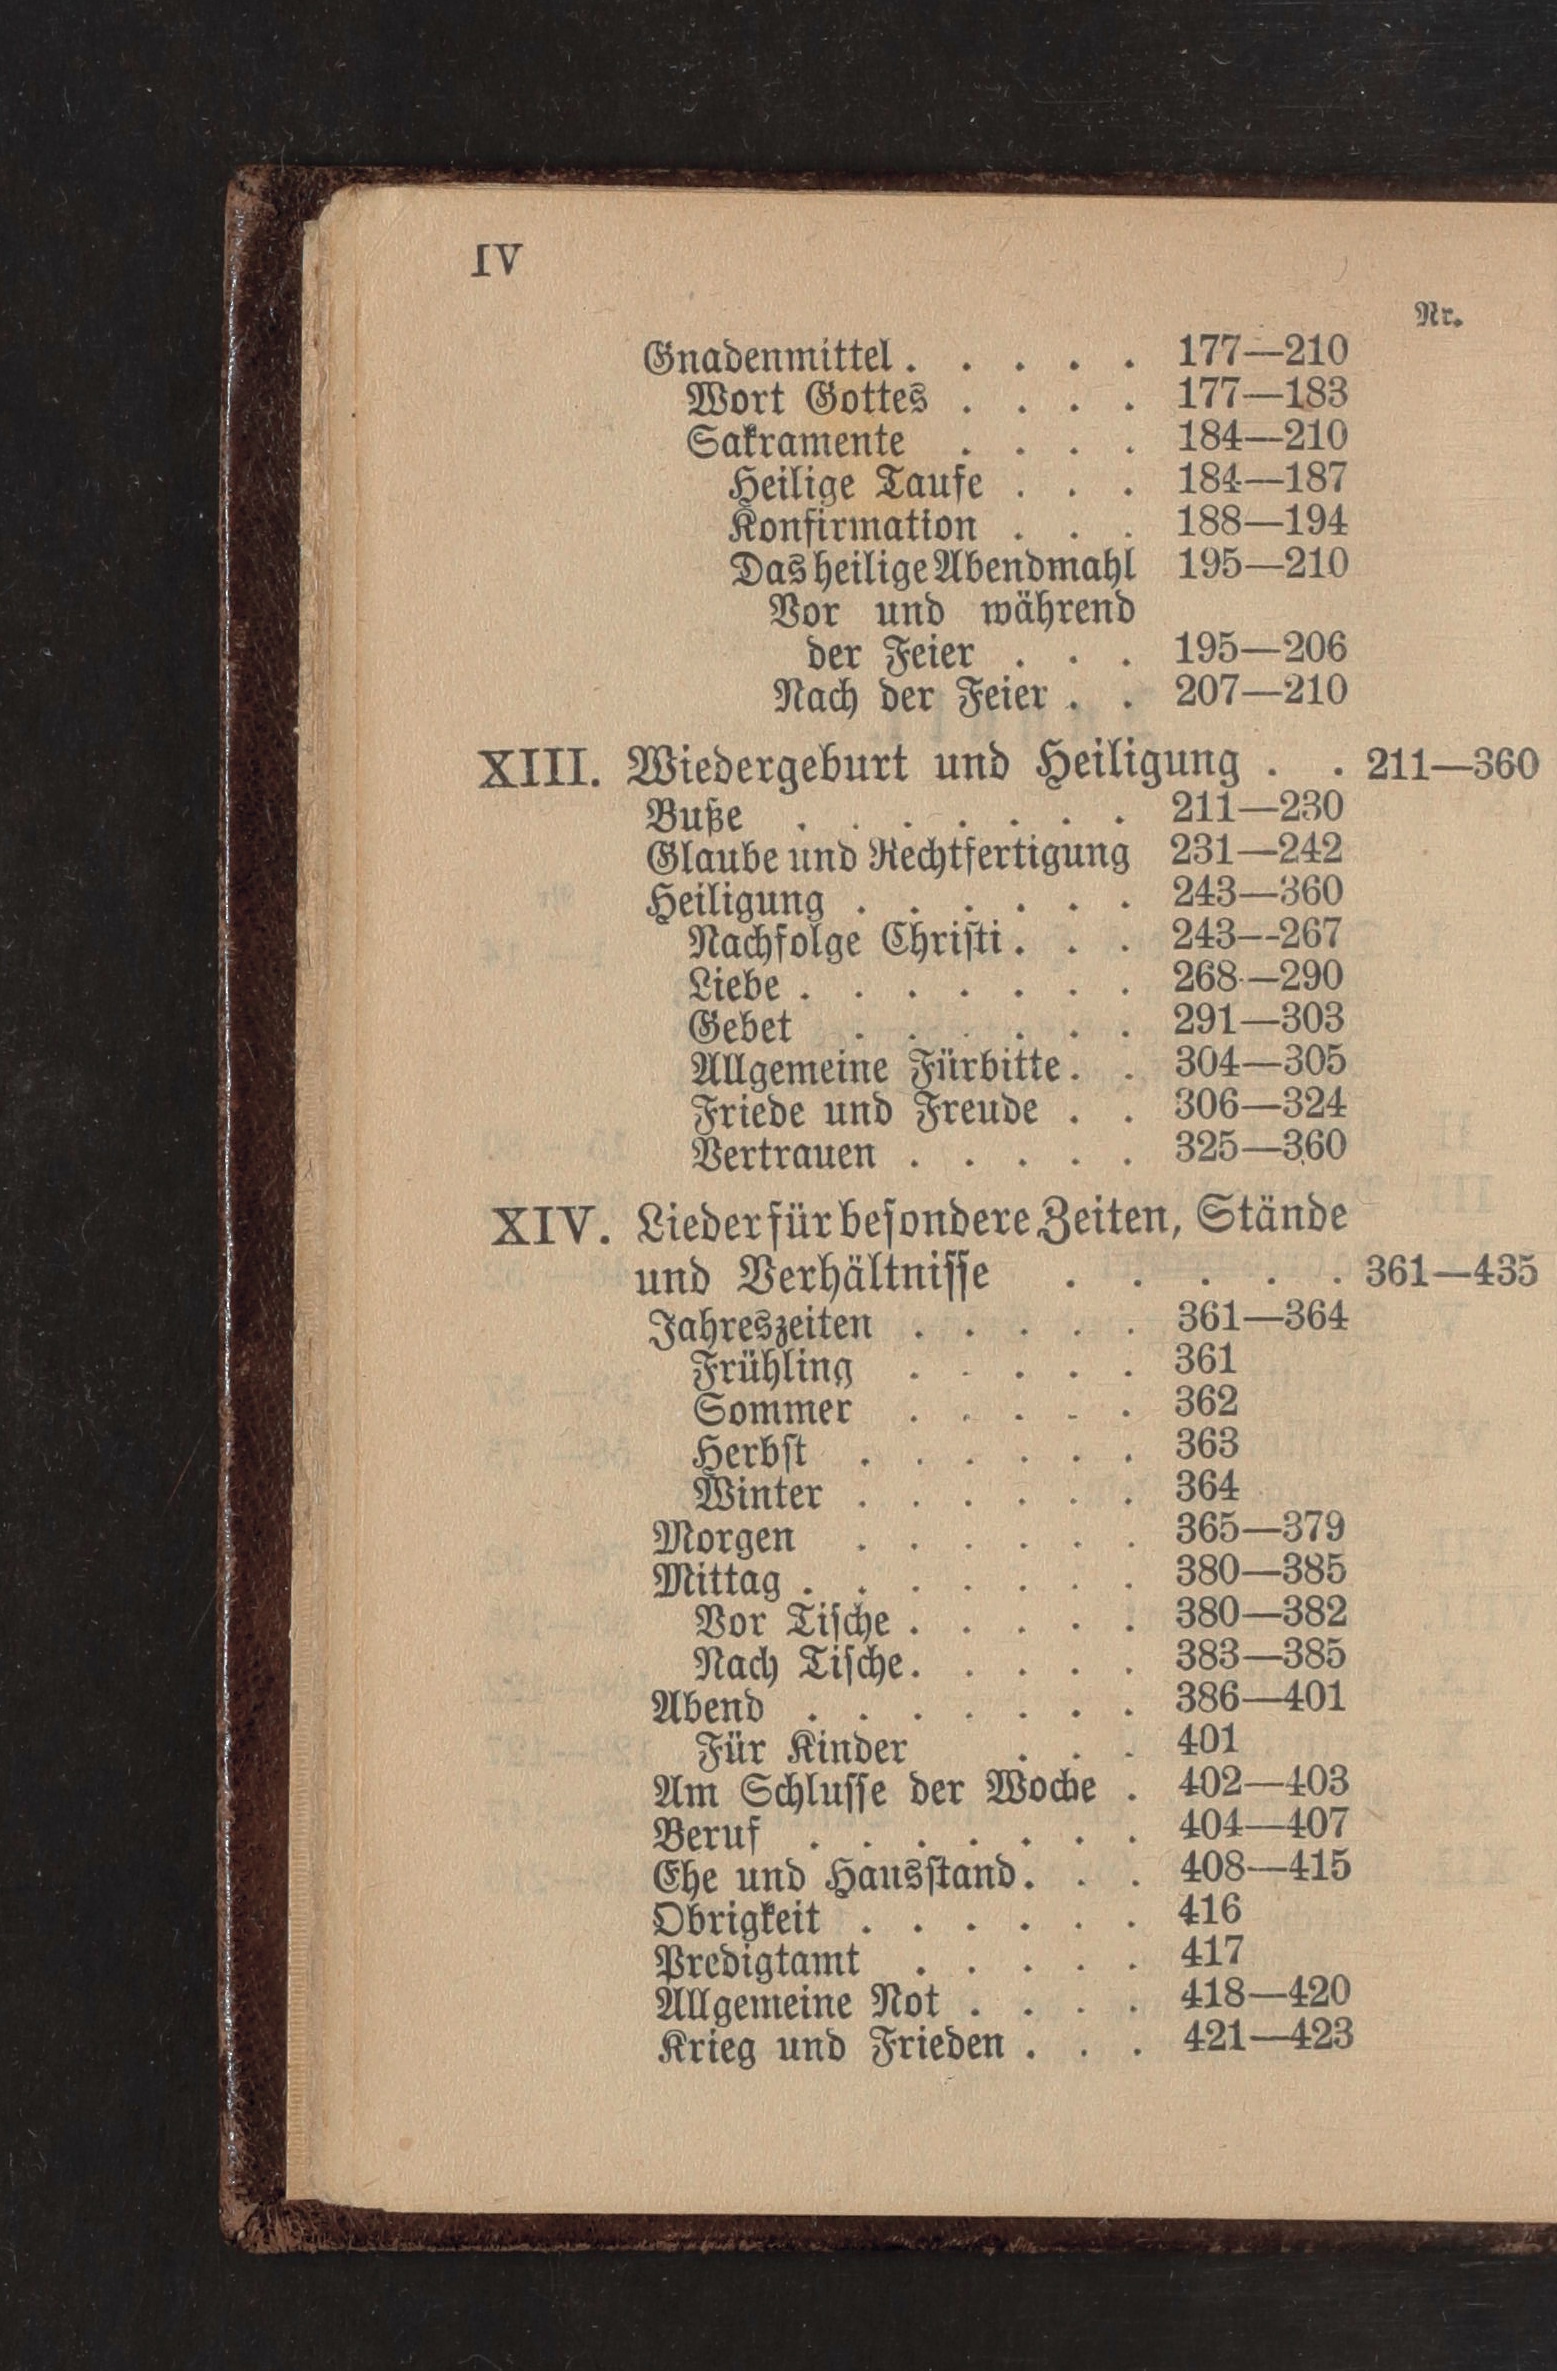 IV
Nr.
Gnadenmittel . . . . . 177—210
Wort Gottes . . . . 177—183
Sakramente . . . . 184—210
Heilige Taufe . . . 184—187
Konfirmation . . . 188—194
Das heilige Abendmahl 195—210
Vor und während
der Feier . . . 195—206
Nach der Feier . . 207—210
XIII. Wiedergeburt und Heiligung . . 211—360
Buße . . . . . . . 211—230
Glaube und Rechtfertigung 231—242
Heiligung . . . . . . 243—360
Nachfolge Christi . . . 243—267
Liebe . . . . . . . 268—290
Gebet . . . . . . 291—303
Allgemeine Fürbitte . . 304—305
Friede und Freude . . 306—324
Vertrauen . . . . . 325—360
XIV. Lieder für besondere Zeiten, Stände
und Verhältnisse . . . . . 361—435
Jahreszeiten . . . . . 361—364
Frühling . . . . . 361
Sommer . . . . . 362
Herbst . . . . . . 363
Winter . . . . . . 364
Morgen . . . . . . 365—379
Mittag . . . . . . . 380—385
Vor Tische . . . . . 380—382
Nach Tische . . . . . 383—385
Abend . . . . . . . 386—401
Für Kinder . . . 401
Am Schlusse der Woche . 402—403
Beruf . . . . . . . 404—407
Ehe und Hausstand . . . 408—415
Obrigkeit . . . . . . 416
Predigtamt . . . . . 417
Allgemeine Not . . . . 418—420
Krieg und Frieden . . . 421—423